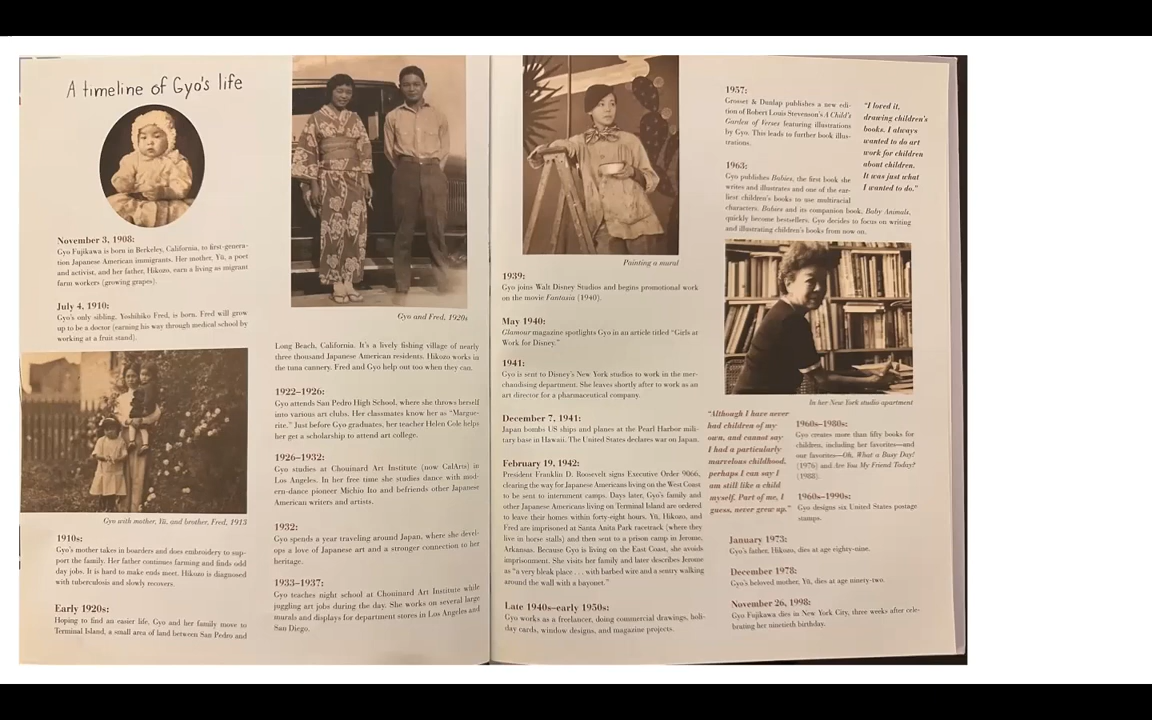 A timeline of Gyo's life
November 3, 1908:
Gyo Fujikawa is born in Berkeley, California, to first-genera-
tion Japanese American immigrants. Her mother, Yū, a poet
and activist, and her father, Hikozo, earn a living as migrant
farm workers (growing grapes).
July 4, 1910:
Gyo's only sibling, Yoshihiko Fred, is born. Fred will grow
up to be a doctor (earning his way through medical school by
working at a fruit stand).
Gyo with mother, Yū, and brother, Fred, 1913
1910s:
Gyo's mother takes in boarders and does embroidery to sup-
port the family. Her father continues farming and finds odd
day jobs. It is hard to make ends meet. Hikozo is diagnosed
with tuberculosis and slowly recovers.
Early 1920s:
Hoping to find an easier life, Gyo and her family move to
Terminal Island, a small area of land between San Pedro and
Gyo and Fred, 1920s
Long Beach, California. It's a lively fishing village of nearly
three thousand Japanese American residents. Hikozo works in
the tuna cannery. Fred and Gyo help out too when they can.
1922–1926:
Gyo attends San Pedro High School, where she throws herself
into various art clubs. Her classmates know her as "Margue-
rite." Just before Gyo graduates, her teacher Helen Cole helps
her get a scholarship to attend art college.
1926–1932:
Gyo studies at Chouinard Art Institute (now CalArts) in
Los Angeles. In her free time she studies dance with mod-
ern-dance pioneer Michio Ito and befriends other Japanese
American writers and artists.
1932:
Gyo spends a year traveling around Japan, where she devel-
ops a love of Japanese art and a stronger connection to her
heritage.
1933–1937:
Gyo teaches night school at Chouinard Art Institute while
juggling art jobs during the day. She works on several large
murals and displays for department stores in Los Angeles and
San Diego.
Painting a mural
1939:
Gyo joins Walt Disney Studios and begins promotional work
on the movie Fantasia (1940).
May 1940:
Glamour magazine spotlights Gyo in an article titled "Girls at
Work for Disney."
1941:
Gyo is sent to Disney's New York studios to work in the mer-
chandising department. She leaves shortly after to work as an
art director for a pharmaceutical company.
December 7, 1941:
Japan bombs US ships and planes at the Pearl Harbor mili-
tary base in Hawaii. The United States declares war on Japan.
February 19, 1942:
President Franklin D. Roosevelt signs Executive Order 9066,
clearing the way for Japanese Americans living on the West Coast
to be sent to internment camps. Days later, Gyo's family and
other Japanese Americans living on Terminal Island are ordered
to leave their homes within forty-eight hours. Yū, Hikozo, and
Fred are imprisoned at Santa Anita Park racetrack (where they
live in horse stalls) and then sent to a prison camp in Jerome,
Arkansas. Because Gyo is living on the East Coast, she avoids
imprisonment. She visits her family and later describes Jerome
as "a very bleak place . . . with barbed wire and a sentry walking
around the wall with a bayonet."
Late 1940s–early 1950s:
Gyo works as a freelancer, doing commercial drawings, holi-
day cards, window designs, and magazine projects.
1957:
Grosset & Dunlap publishes a new edi-
tion of Robert Louis Stevenson's A Child's
Garden of Verses featuring illustrations
by Gyo. This leads to further book illus-
trations.
"I loved it,
drawing children's
books. I always
wanted to do art
work for children
about children.
It was just what
I wanted to do."
1963:
Gyo publishes Babies, the first book she
writes and illustrates and one of the ear-
liest children's books to use multiracial
characters. Babies and its companion book, Baby Animals,
quickly become bestsellers. Gyo decides to focus on writing
and illustrating children's books from now on.
In her New York studio apartment
"Although I have never
had children of my
own, and cannot say
I had a particularly
marvelous childhood,
perhaps I can say I
am still like a child
myself. Part of me, I
guess, never grew up."
1960s–1980s:
Gyo creates more than fifty books for
children, including her favorites—and
our favorites—Oh, What a Busy Day!
(1976) and Are You My Friend Today?
(1988).
1960s–1990s:
Gyo designs six United States postage
stamps.
January 1973:
Gyo's father, Hikozo, dies at age eighty-nine.
December 1978:
Gyo's beloved mother, Yū, dies at age ninety-two.
November 26, 1998:
Gyo Fujikawa dies in New York City, three weeks after cele-
brating her ninetieth birthday.